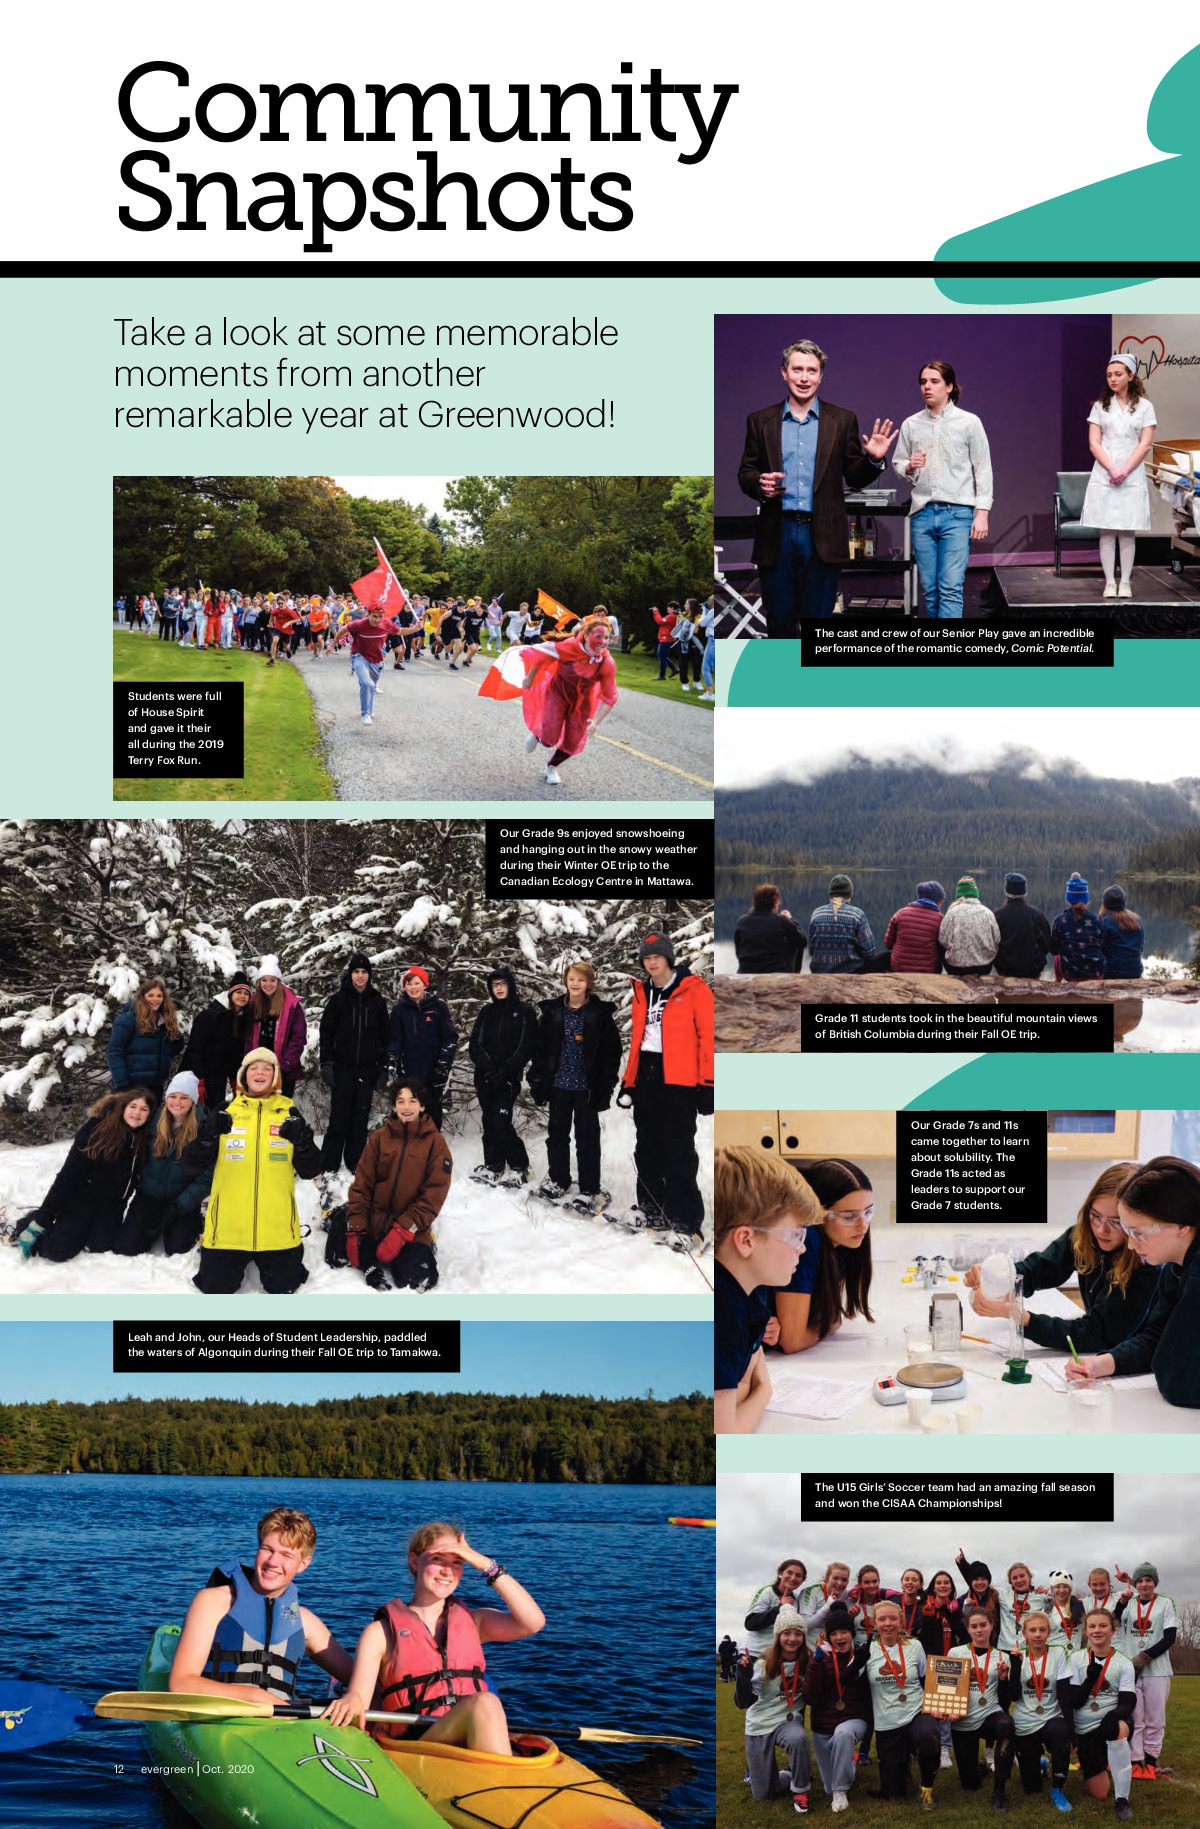 Community
Snapshots
Take a look at some memorable
moments from another
remarkable year at Greenwood!
Hospita
The cast and crew of our Senior Play gave an incredible
performance of the romantic comedy, Comic Potential.
Students were full
of House Spirit
and gave it their
all during the 2019
Terry Fox Run.
Our Grade 9s enjoyed snowshoeing
and hanging out in the snowy weather
during their Winter OE trip to the
Canadian Ecology Centre in Mattawa.
Grade 11 students took in the beautiful mountain views
of British Columbia during their Fall OE trip.
Our Grade 7s and 11s
came together to learn
about solubility. The
Grade 11s acted as
leaders to support our
Grade 7 students.
Leah and John, our Heads of Student Leadership, paddled
the waters of Algonquin during their Fall OE trip to Tamakwa.
The U15 Girls' Soccer team had an amazing fall season
and won the CISAA Championships!
12 evergreen | Oct. 2020